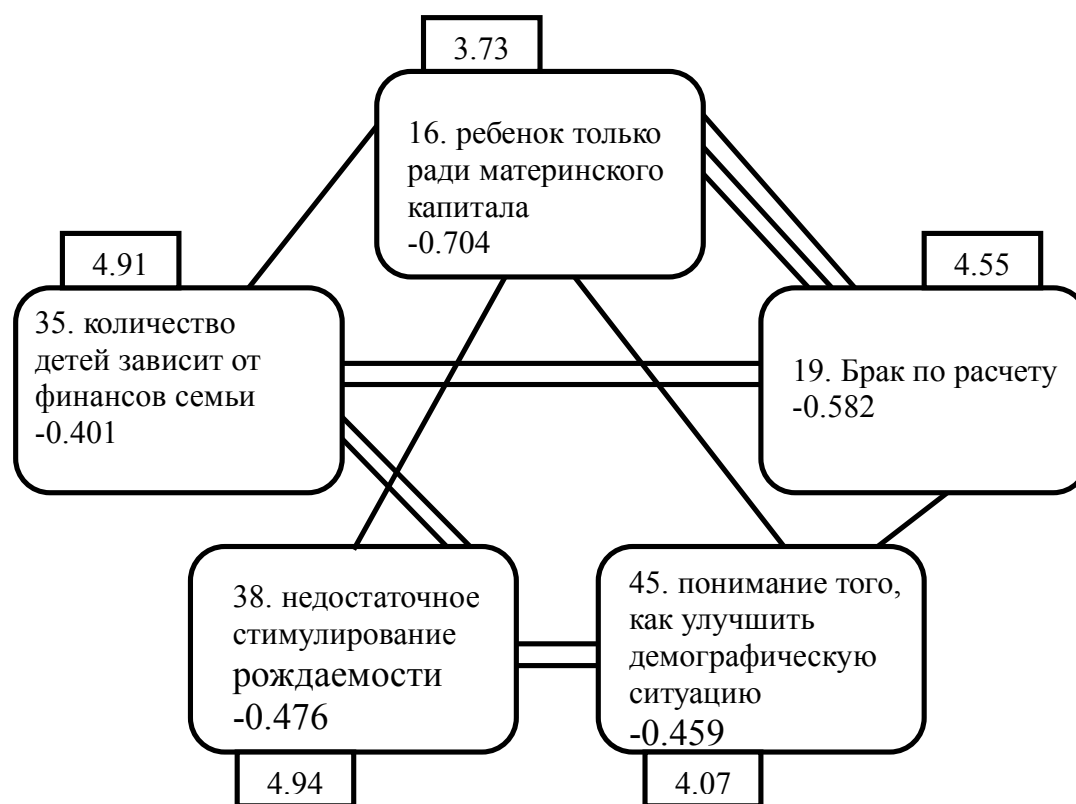 3.73
16. ребенок только
ради материнского
капитала
-0.704
4.91
35. количество
детей зависит от
финансов семьи
-0.401
4.55
19. Брак по расчету
-0.582
38. недостаточное
стимулирование
рождаемости
-0.476
4.94
45. понимание того,
как улучшить
демографическую
ситуацию
-0.459
4.07